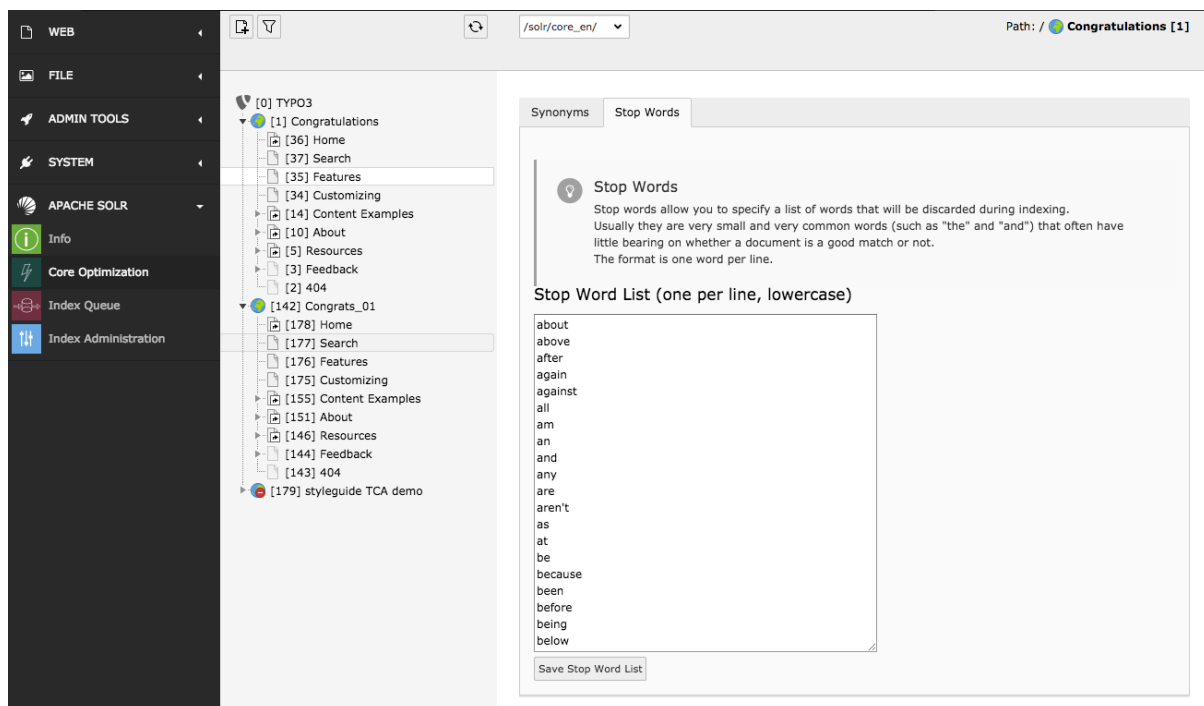 WEB
FILE
ADMIN TOOLS
SYSTEM
APACHE SOLR
Info
Core Optimization
Index Queue
Index Administration
[0] TYPO3
[1] Congratulations
[36] Home
[37] Search
[35] Features
[34] Customizing
[14] Content Examples
[10] About
[5] Resources
[3] Feedback
[2] 404
[142] Congrats_01
[178] Home
[177] Search
[176] Features
[175] Customizing
[155] Content Examples
[151] About
[146] Resources
[144] Feedback
[143] 404
[179] styleguide TCA demo
/solr/core_en/
Path: / Congratulations [1]
Synonyms
Stop Words
Stop Words
Stop words allow you to specify a list of words that will be discarded during indexing.
Usually they are very small and very common words (such as "the" and "and") that often have
little bearing on whether a document is a good match or not.
The format is one word per line.
Stop Word List (one per line, lowercase)
about
above
after
again
against
all
am
an
and
any
are
aren't
as
at
be
because
been
before
being
below
Save Stop Word List